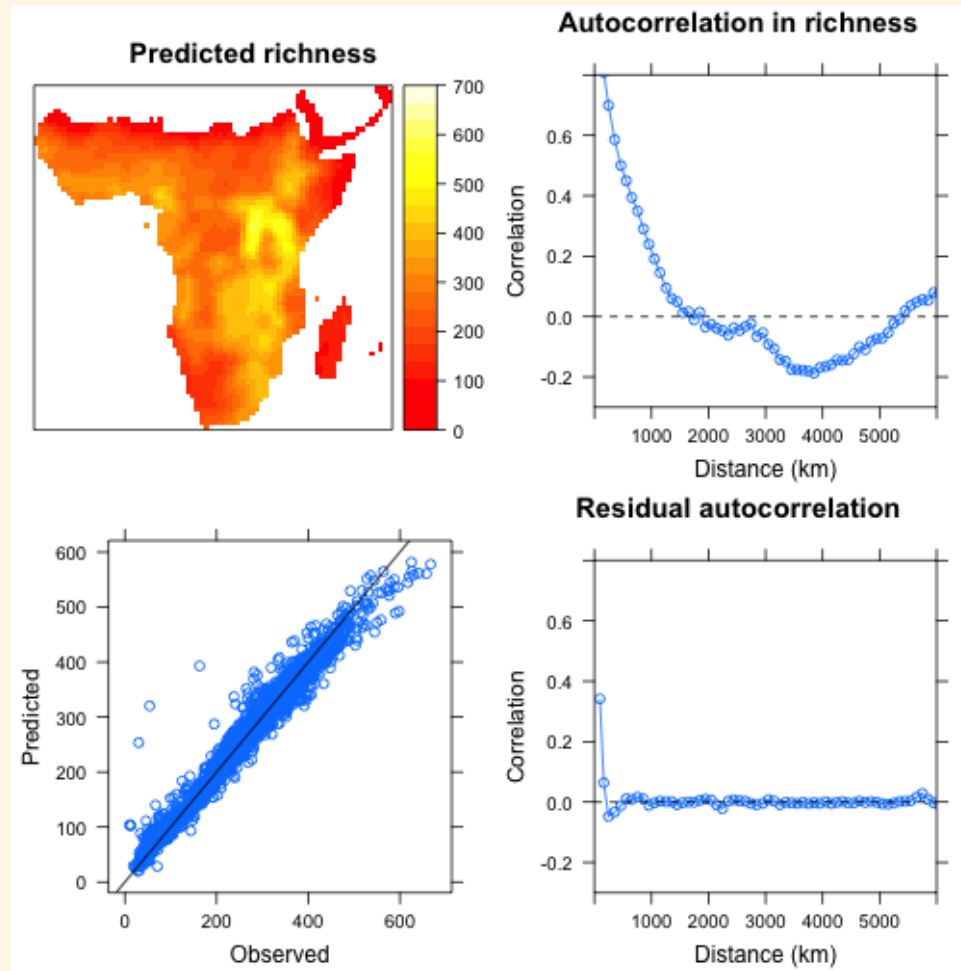 Predicted richness
700
600
500
400
300
200
100
0
Autocorrelation in richness
Correlation
0.6
0.4
0.2
0.0
-0.2
1000 2000 3000 4000 5000
Distance (km)
Predicted
600
500
400
300
200
100
0
0 200 400 600
Observed
Residual autocorrelation
Correlation
0.6
0.4
0.2
0.0
-0.2
1000 2000 3000 4000 5000
Distance (km)